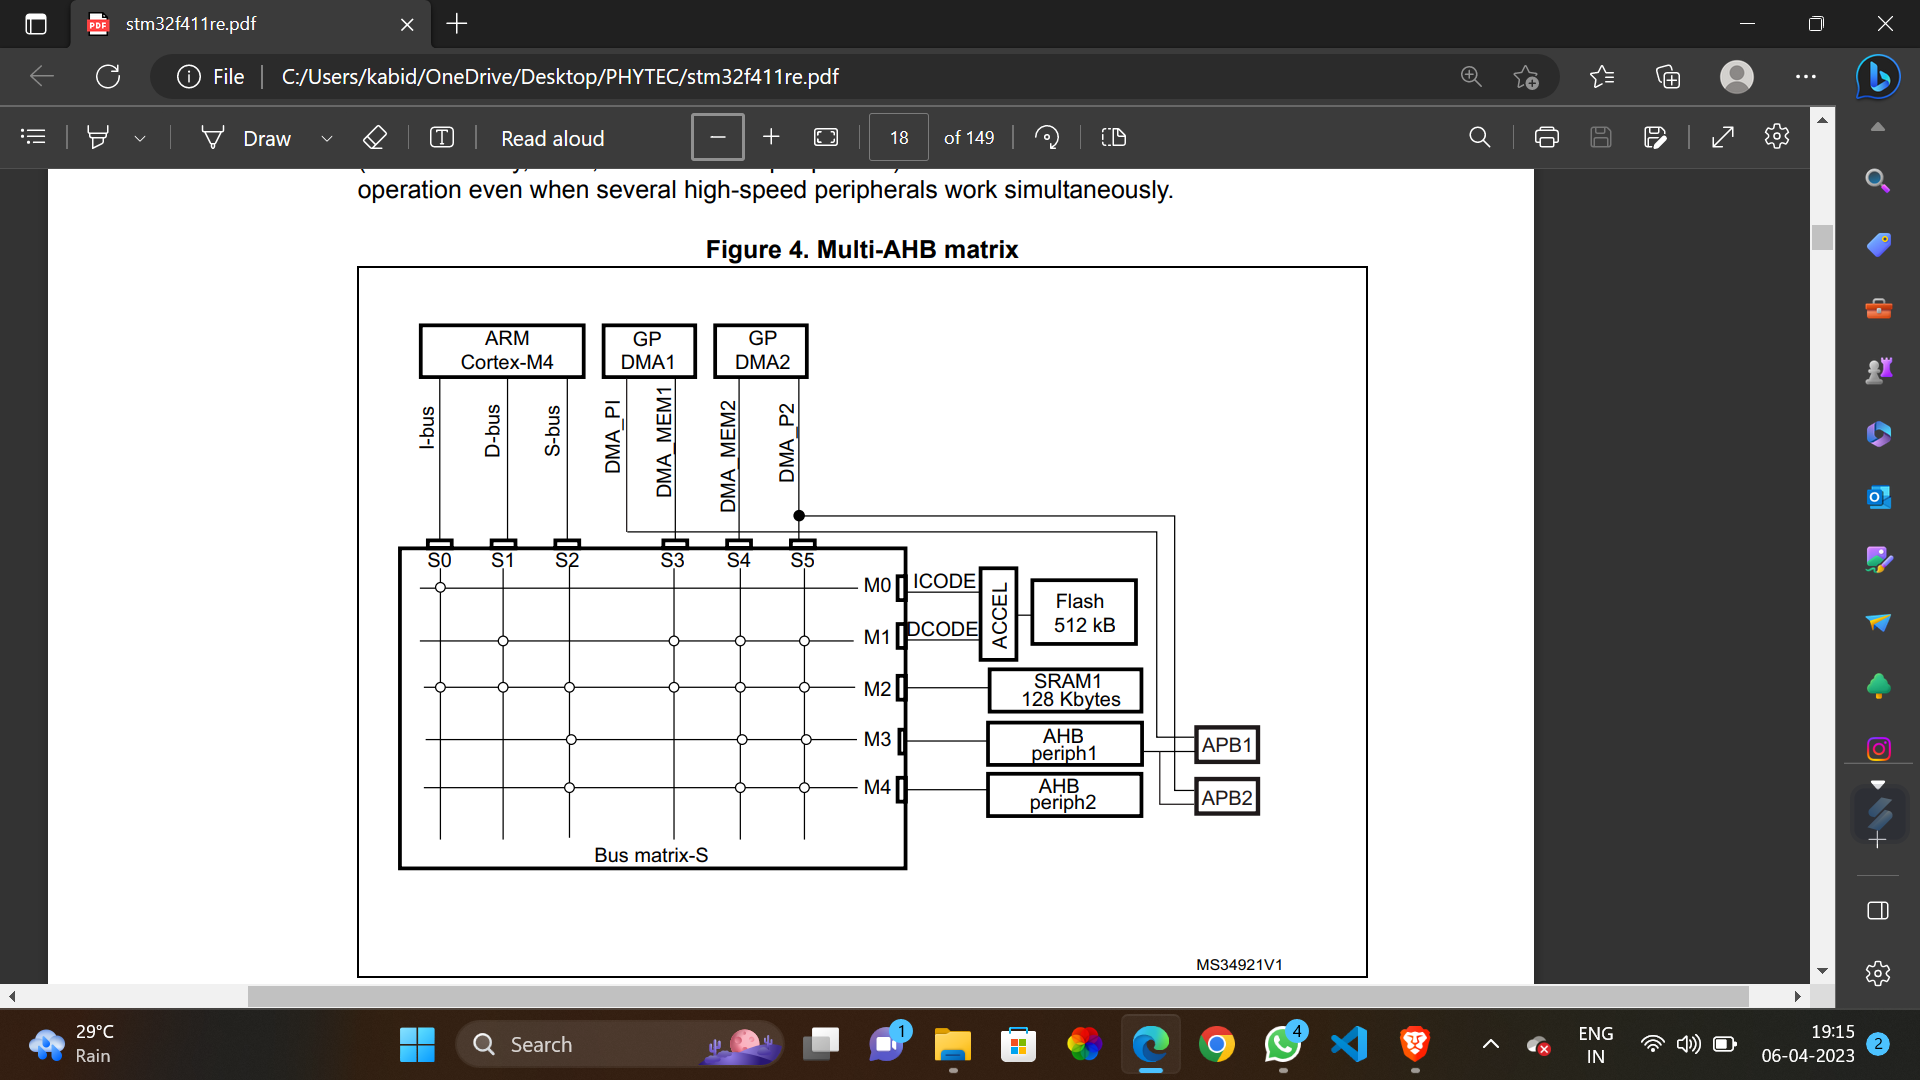 stm32f411re.pdf
File
C:/Users/kabid/OneDrive/Desktop/PHYTEC/stm32f411re.pdf
Draw
Read aloud
18
of 149
operation even when several high-speed peripherals work simultaneously.
Figure 4. Multi-AHB matrix
ARM
Cortex-M4
GP
DMA1
GP
DMA2
I-bus
D-bus
S-bus
DMA_PI
DMA_MEM1
DMA_MEM2
DMA_P2
S0
S1
S2
S3
S4
S5
M0
ICODE
M1
DCODE
ACCEL
Flash
512 kB
M2
SRAM1
128 Kbytes
M3
AHB
periph1
APB1
M4
AHB
periph2
APB2
Bus matrix-S
MS34921V1
29°C
Rain
Search
1
4
ENG
IN
19:15
06-04-2023
2